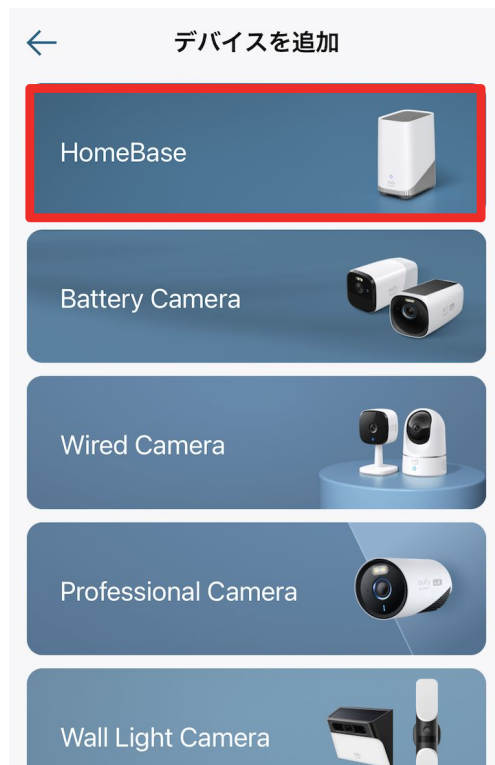 デバイスを追加
HomeBase
Battery Camera
Wired Camera
Professional Camera
Wall Light Camera